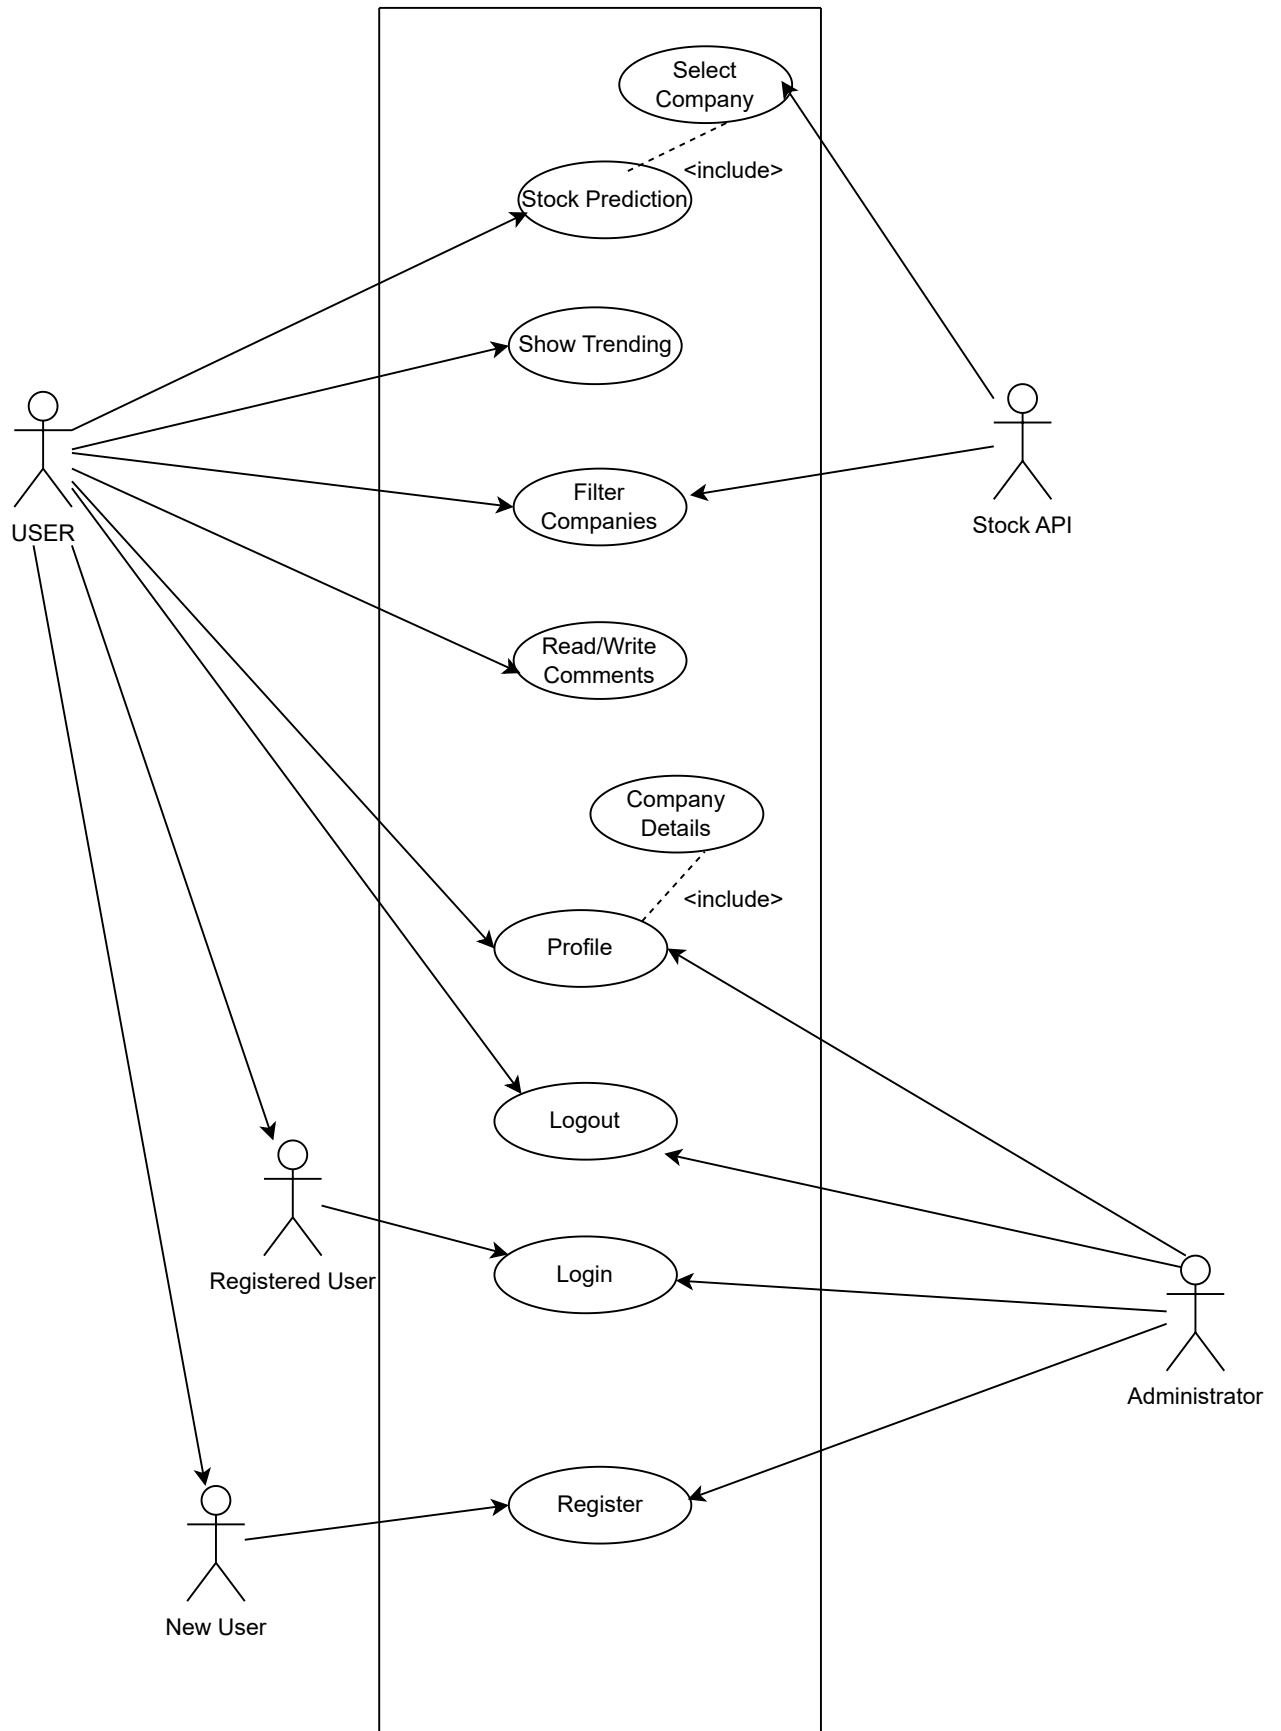 Select
Company
<include>
Stock Prediction
Show Trending
USER
Filter
Companies
Stock API
Read/Write
Comments
Company
Details
<include>
Profile
Logout
Registered User
Login
Administrator
Register
New User